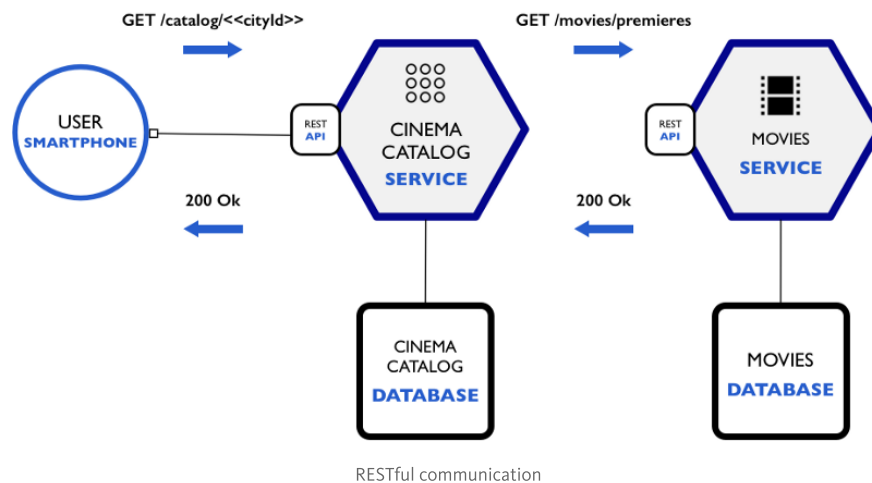 GET /catalog/<<cityId>>
GET /movies/premieres
USER
SMARTPHONE
REST
API
CINEMA
CATALOG
SERVICE
REST
API
MOVIES
SERVICE
200 Ok
200 Ok
CINEMA
CATALOG
DATABASE
MOVIES
DATABASE
RESTful communication